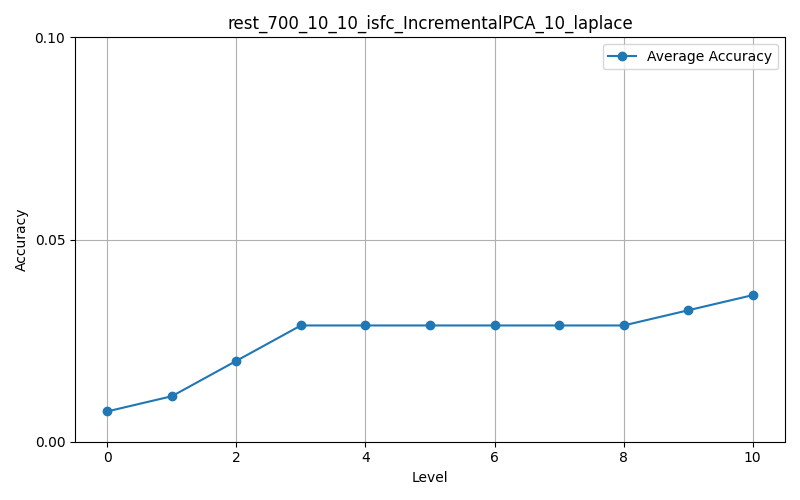 rest_700_10_10_isfc_IncrementalPCA_10_laplace
Average Accuracy
0.10
0.05
0.00
Accuracy
0 2 4 6 8 10
Level